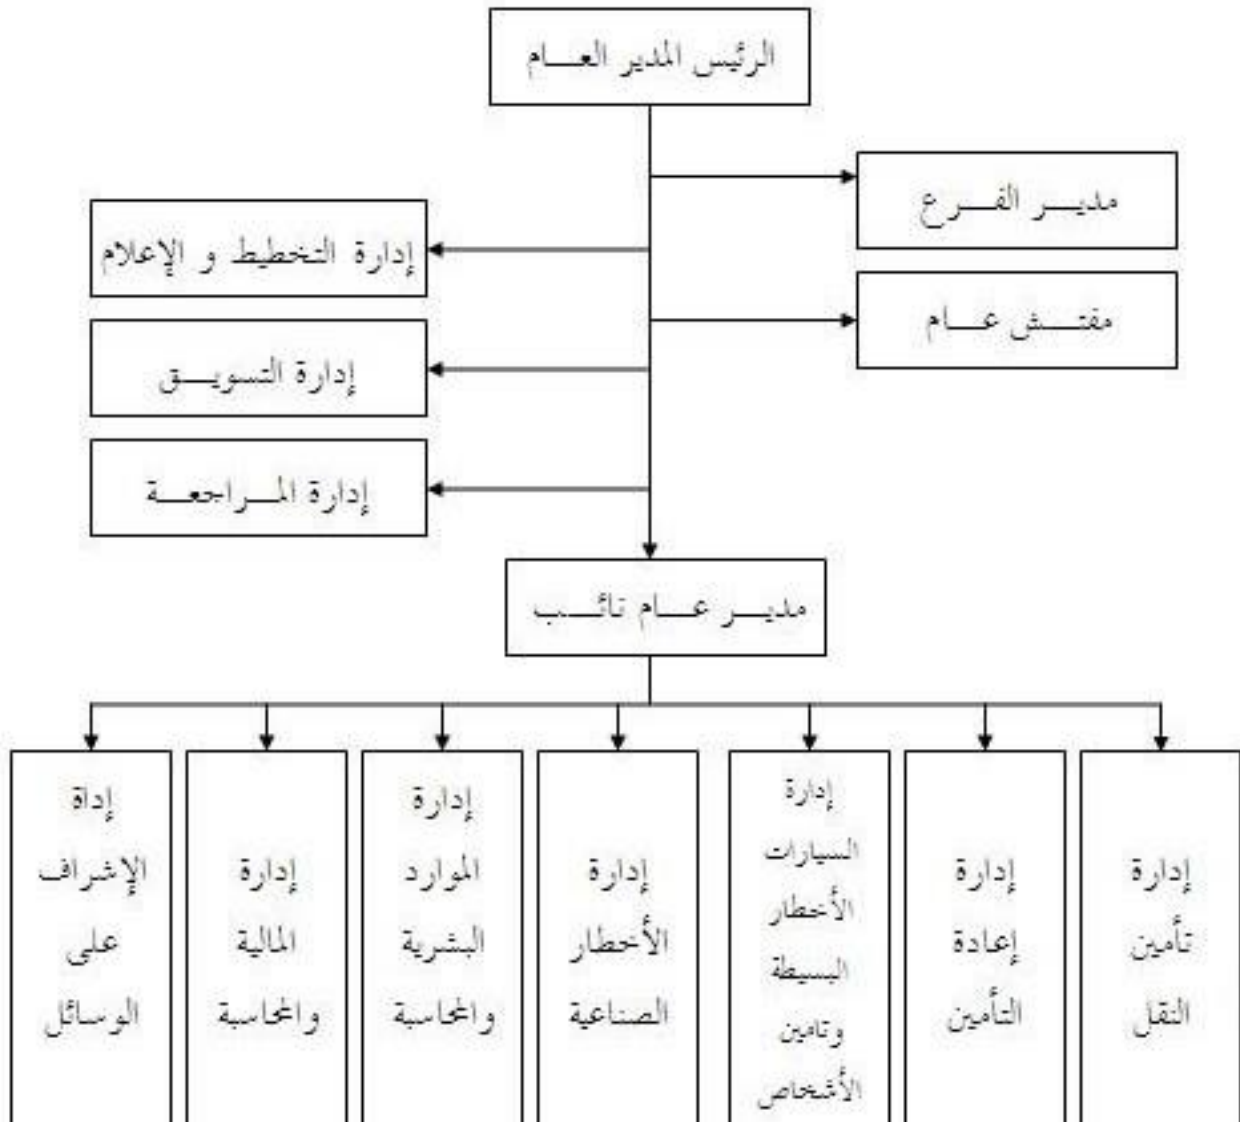 الرئيس المدير العـــام
مديـــر الفـــرع
إدارة التخطيط و الإعلام
مفتـــش عـــام
إدارة التسويـــق
إدارة المـــراجعـــة
مديـــر عـــام نائـــب
إدارة
تأمين
النقل
إدارة
إعادة
التأمين
إدارة
السيارات
الأخطار
البسيطة
وتامين
الأشخاص
إدارة
الأخطار
الصناعية
إدارة
الموارد
البشرية
والمحاسبة
إدارة
المالية
والمحاسبة
إداة
الإشراف
على
الوسائل